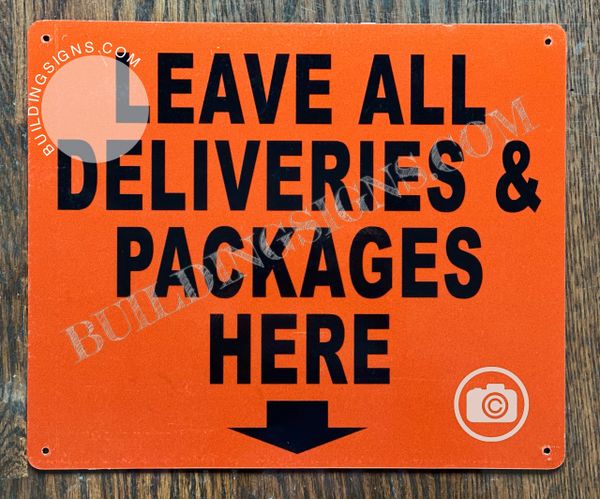 BUILDINGSIGNS.COM
LEAVE ALL
DELIVERIES &
PACKAGES
HERE
BUILDINGSIGNS.COM
©